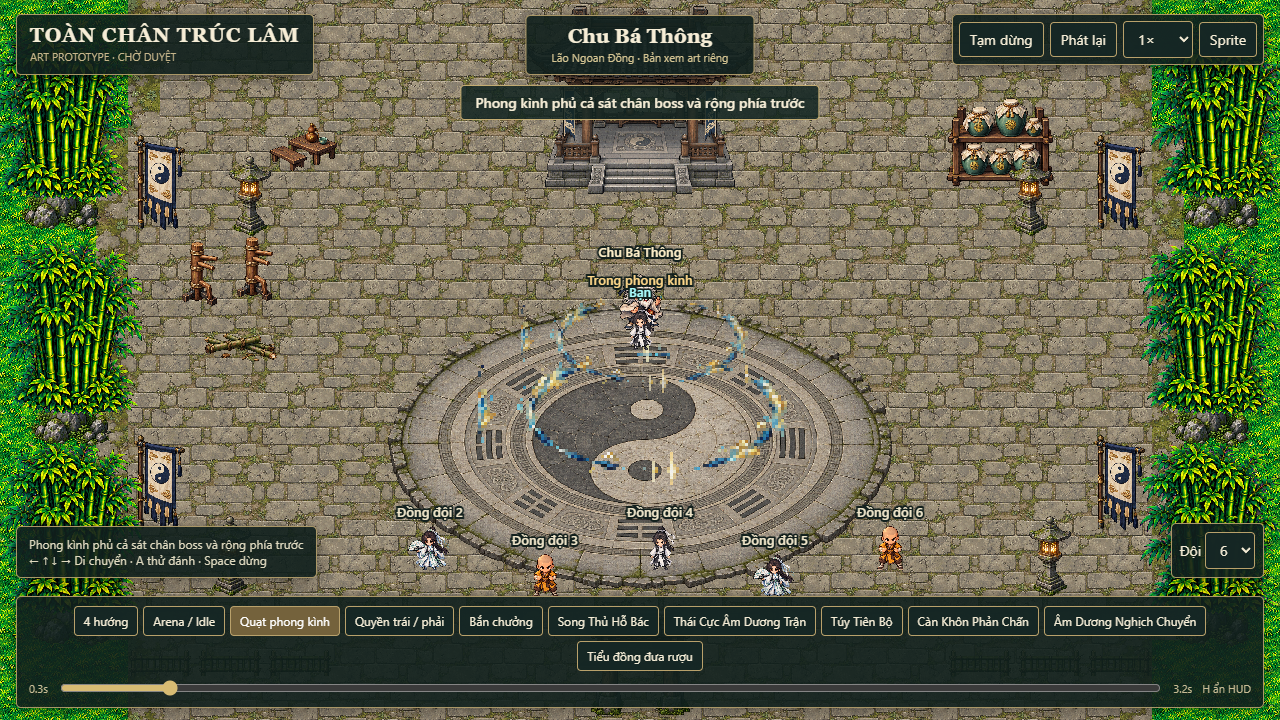 TOÀN CHÂN TRÚC LÂM
ART PROTOTYPE · CHỜ DUYỆT
Chu Bá Thông
Lão Ngoan Đồng · Bản xem art riêng
Tạm dừng
Phát lại
1×
Sprite
Phong kình phủ cả sát chân boss và rộng phía trước
Chu Bá Thông
Trong phong kình
Bạn
Đồng đội 2
Đồng đội 3
Đồng đội 4
Đồng đội 5
Đồng đội 6
Phong kình phủ cả sát chân boss và rộng phía trước
← ↑ ↓ → Di chuyển · A thử đánh · Space dừng
Đội 6
4 hướng
Arena / Idle
Quạt phong kình
Quyền trái / phải
Bắn chưởng
Song Thủ Hỗ Bác
Thái Cực Âm Dương Trận
Túy Tiên Bộ
Càn Khôn Phản Chấn
Âm Dương Nghịch Chuyển
Tiểu đồng đưa rượu
0.3s
3.2s
H ẩn HUD